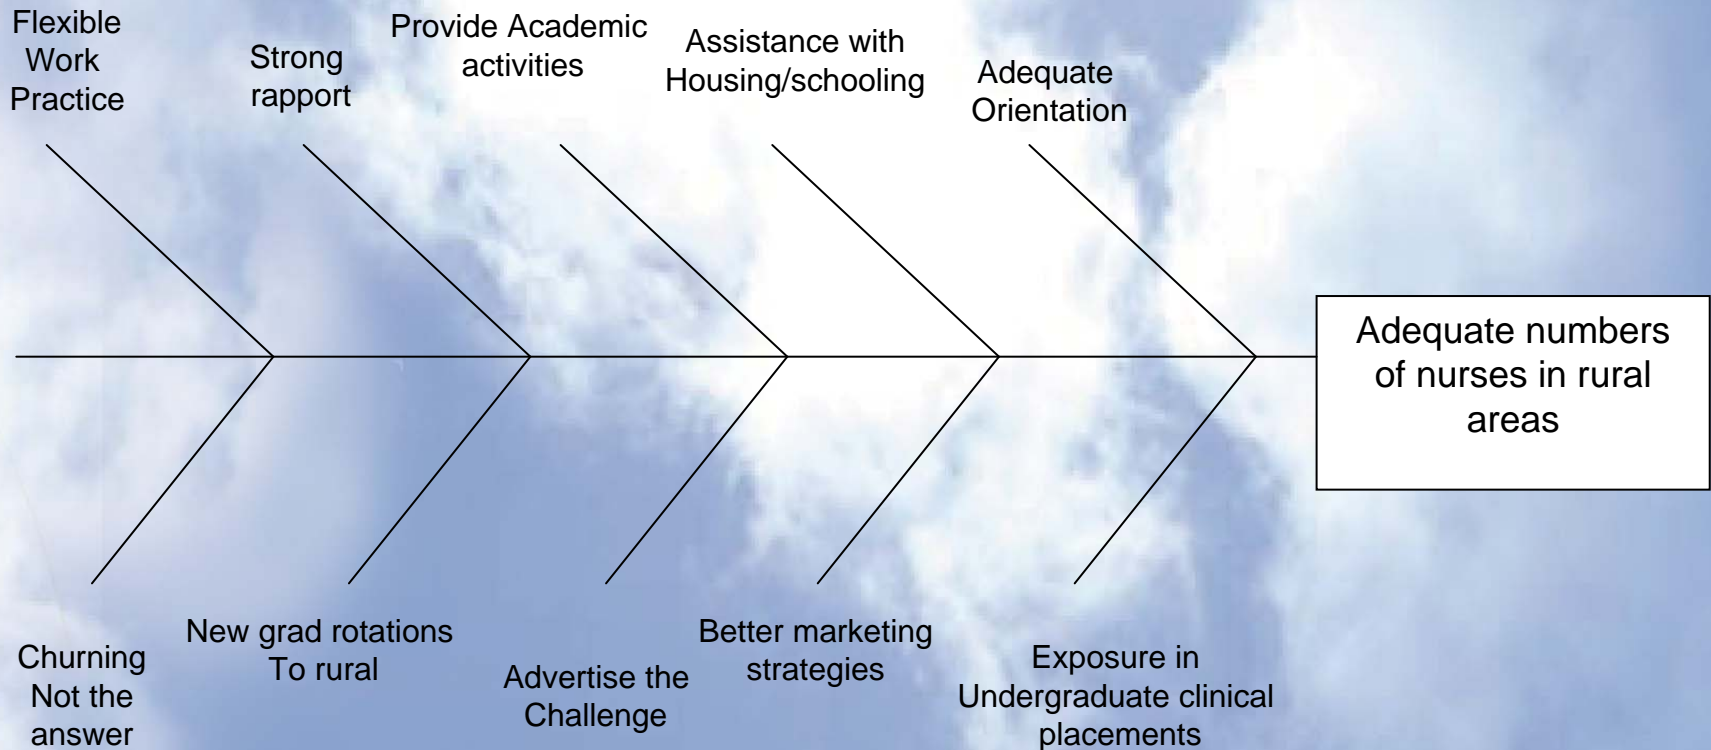 Flexible
Work
Practice
Strong
rapport
Provide Academic
activities
Assistance with
Housing/schooling
Adequate
Orientation
Adequate numbers
of nurses in rural
areas
Churning
Not the
answer
New grad rotations
To rural
Advertise the
Challenge
Better marketing
strategies
Exposure in
Undergraduate clinical
placements